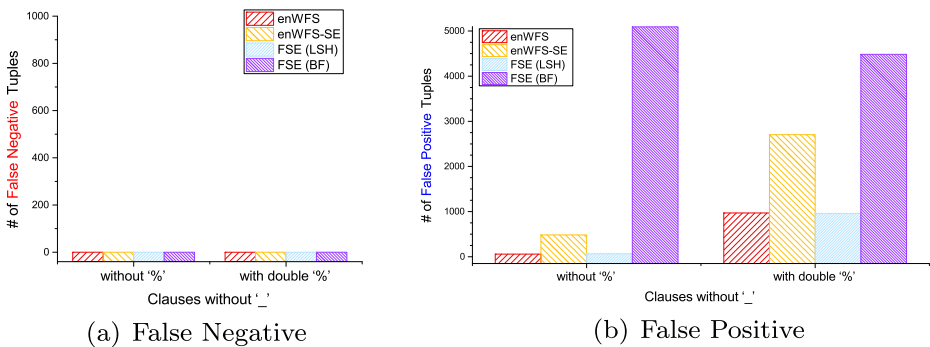 enWFS
enWFS-SE
FSE (LSH)
FSE (BF)
# of False Negative Tuples
1000
800
600
400
200
0
without '%'
with double '%'
Clauses without '_'
(a) False Negative
enWFS
enWFS-SE
FSE (LSH)
FSE (BF)
# of False Positive Tuples
5000
4000
3000
2000
1000
0
without '%'
with double '%'
Clauses without '_'
(b) False Positive